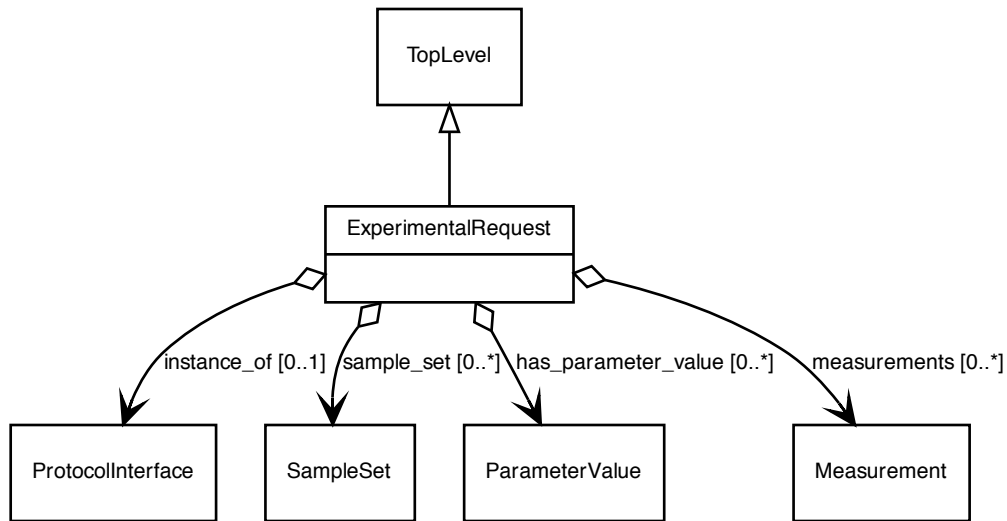 TopLevel
ExperimentalRequest
instance_of [0..1]
sample_set [0..*]
has_parameter_value [0..*]
measurements [0..*]
ProtocolInterface
SampleSet
ParameterValue
Measurement